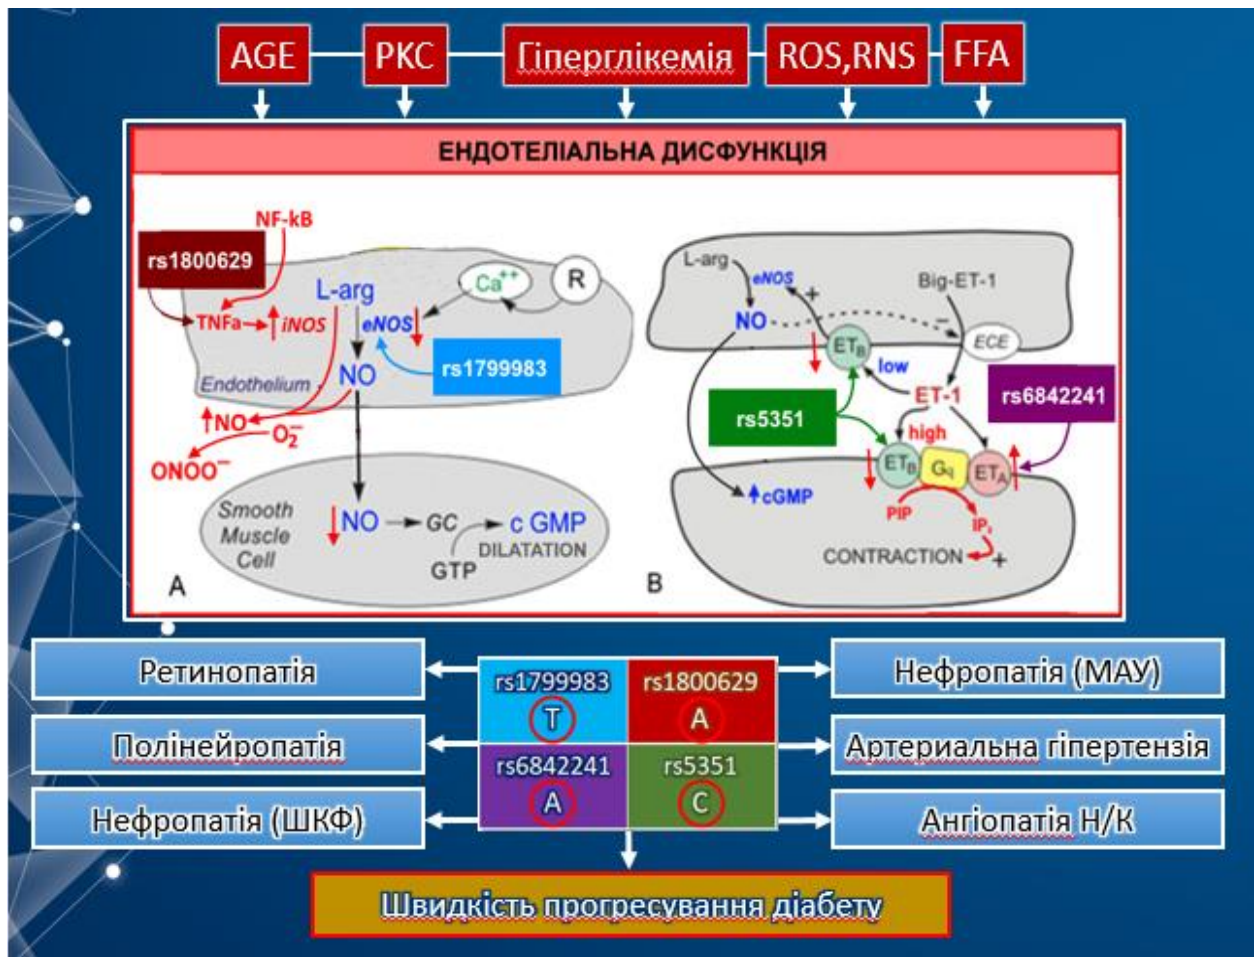 AGE PKC Гіперглікемія ROS,RNS FFA
ЕНДОТЕЛІАЛЬНА ДИСФУНКЦІЯ
NF-kB
rs1800629
TNFa
iNOS
L-arg
eNOS
Ca⁺⁺
R
rs1799983
Endothelium
NO
NO
O₂⁻
ONOO⁻
Smooth
Muscle
Cell
NO
GC
c GMP
DILATATION
GTP
A
L-arg
eNOS
+
NO
Big-ET-1
–
ECE
ETB
low
ET-1
rs6842241
rs5351
high
ETB
Gq
ETA
cGMP
PIP
IP₃
CONTRACTION
+
B
Ретинопатія
Полінейропатія
Нефропатія (ШКФ)
rs1799983
T
rs1800629
A
rs6842241
A
rs5351
C
Нефропатія (МАУ)
Артериальна гіпертензія
Ангіопатія Н/К
Швидкість прогресування діабету